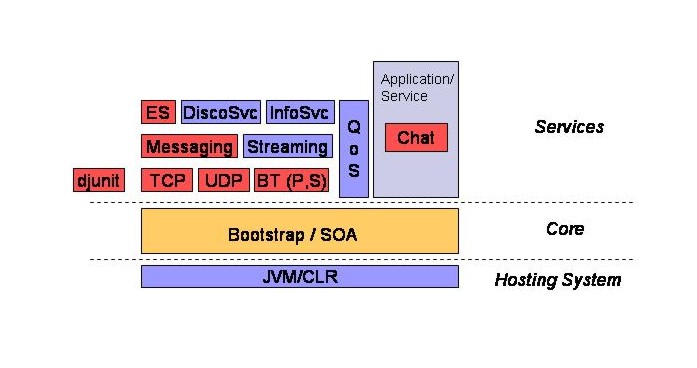 Application/
Service
ES DiscoSvc InfoSvc
QoS
Chat
Services
Messaging Streaming
djunit TCP UDP BT (P,S)
Bootstrap / SOA
Core
JVM/CLR
Hosting System